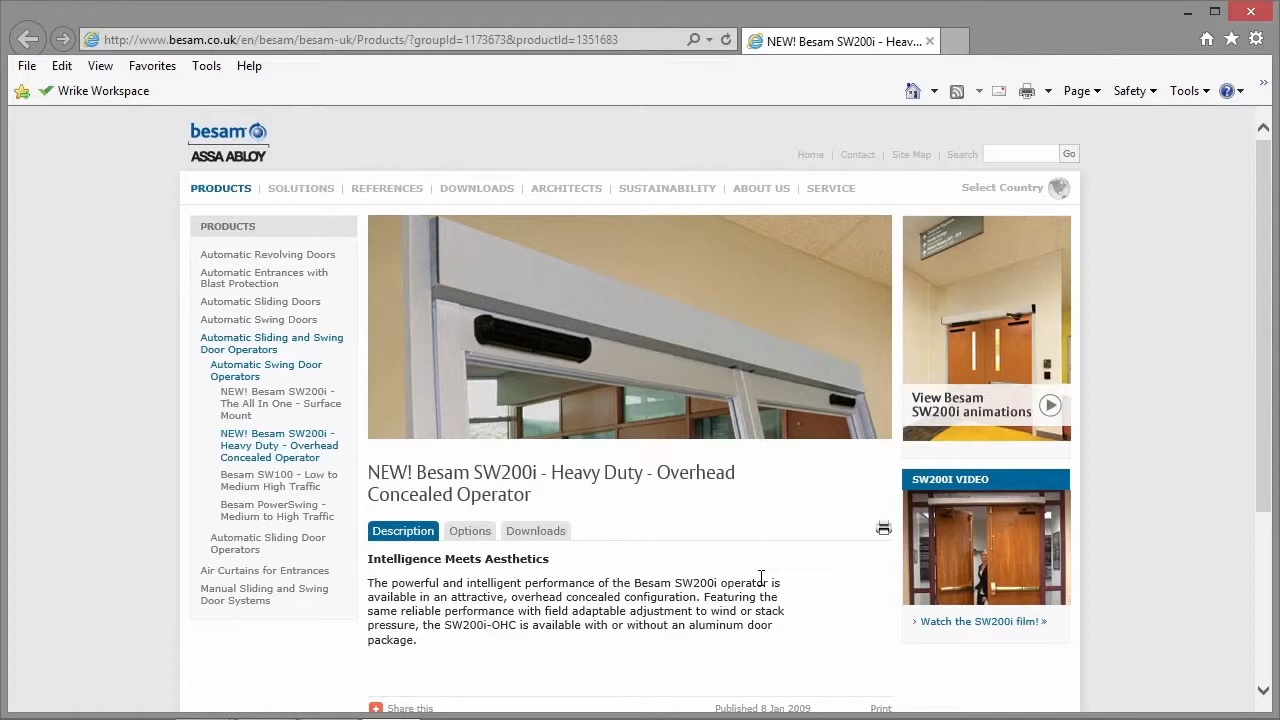 http://www.besam.co.uk/en/besam/besam-uk/Products/?groupId=1173673&productId=1351683
NEW! Besam SW200i - Heav...
File Edit View Favorites Tools Help
Wrike Workspace
Page Safety Tools
besam
ASSA ABLOY
Home | Contact | Site Map | Search Go
PRODUCTS | SOLUTIONS | REFERENCES | DOWNLOADS | ARCHITECTS | SUSTAINABILITY | ABOUT US | SERVICE
Select Country
PRODUCTS
Automatic Revolving Doors
Automatic Entrances with
Blast Protection
Automatic Sliding Doors
Automatic Swing Doors
Automatic Sliding and Swing
Door Operators
Automatic Swing Door
Operators
NEW! Besam SW200i -
The All In One - Surface
Mount
NEW! Besam SW200i -
Heavy Duty - Overhead
Concealed Operator
Besam SW100 - Low to
Medium High Traffic
Besam PowerSwing -
Medium to High Traffic
Automatic Sliding Door
Operators
Air Curtains for Entrances
Manual Sliding and Swing
Door Systems
NEW! Besam SW200i - Heavy Duty - Overhead
Concealed Operator
Description Options Downloads
Intelligence Meets Aesthetics
The powerful and intelligent performance of the Besam SW200i operator is
available in an attractive, overhead concealed configuration. Featuring the
same reliable performance with field adaptable adjustment to wind or stack
pressure, the SW200i-OHC is available with or without an aluminum door
package.
Share this
Published 8 Jan 2009
Print
View Besam
SW200i animations
SW200I VIDEO
› Watch the SW200i film! »